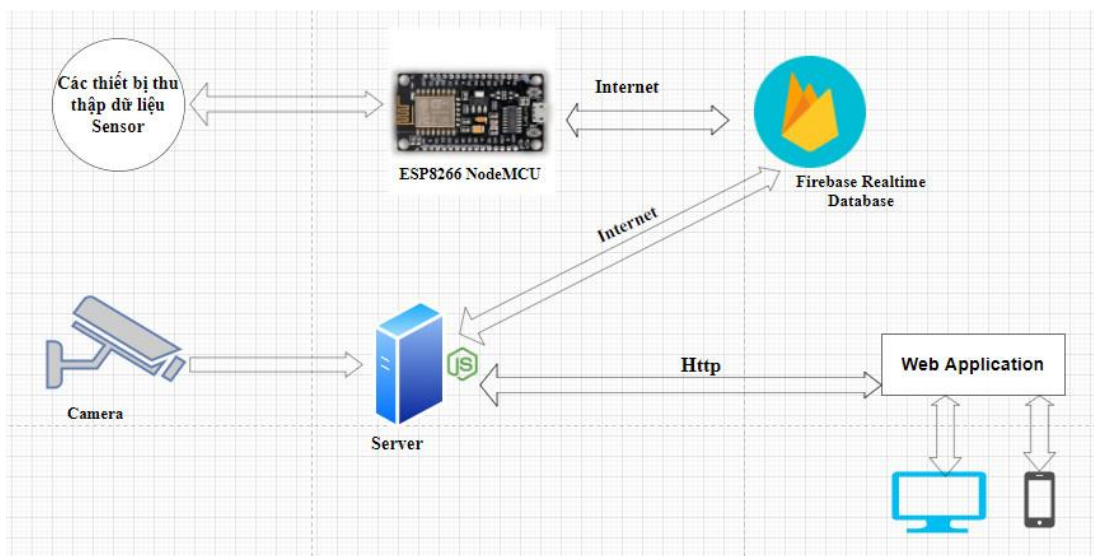 Các thiết bị thu
thập dữ liệu
Sensor
ESP8266 NodeMCU
Internet
Firebase Realtime
Database
Internet
Camera
Server
JS
Http
Web Application